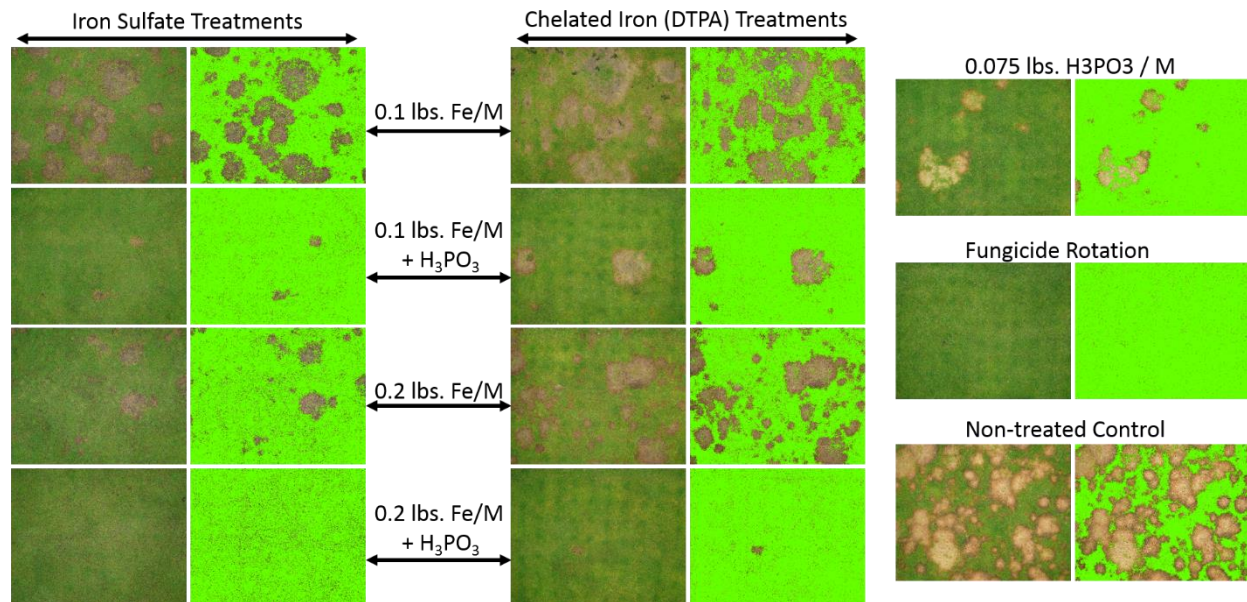 Iron Sulfate Treatments
Chelated Iron (DTPA) Treatments
0.1 lbs. Fe/M
0.1 lbs. Fe/M
+ H₃PO₃
0.2 lbs. Fe/M
0.2 lbs. Fe/M
+ H₃PO₃
0.075 lbs. H3PO3 / M
Fungicide Rotation
Non-treated Control